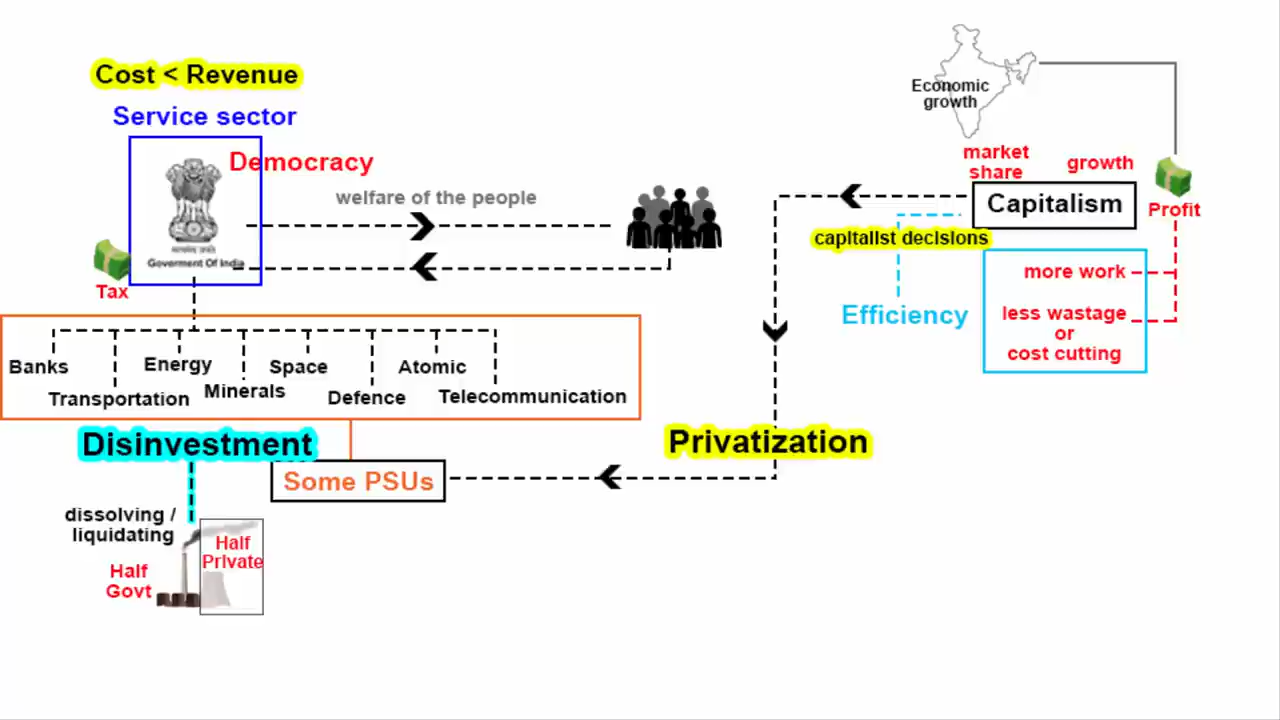 Cost < Revenue
Service sector
Democracy
welfare of the people
Goverment Of India
Tax
Banks
Transportation
Energy
Minerals
Space
Defence
Atomic
Telecommunication
Disinvestment
Some PSUs
dissolving /
liquidating
Half
Govt
Half
Private
Economic
growth
market
share
growth
Capitalism
Profit
capitalist decisions
Efficiency
more work
less wastage
or
cost cutting
Privatization